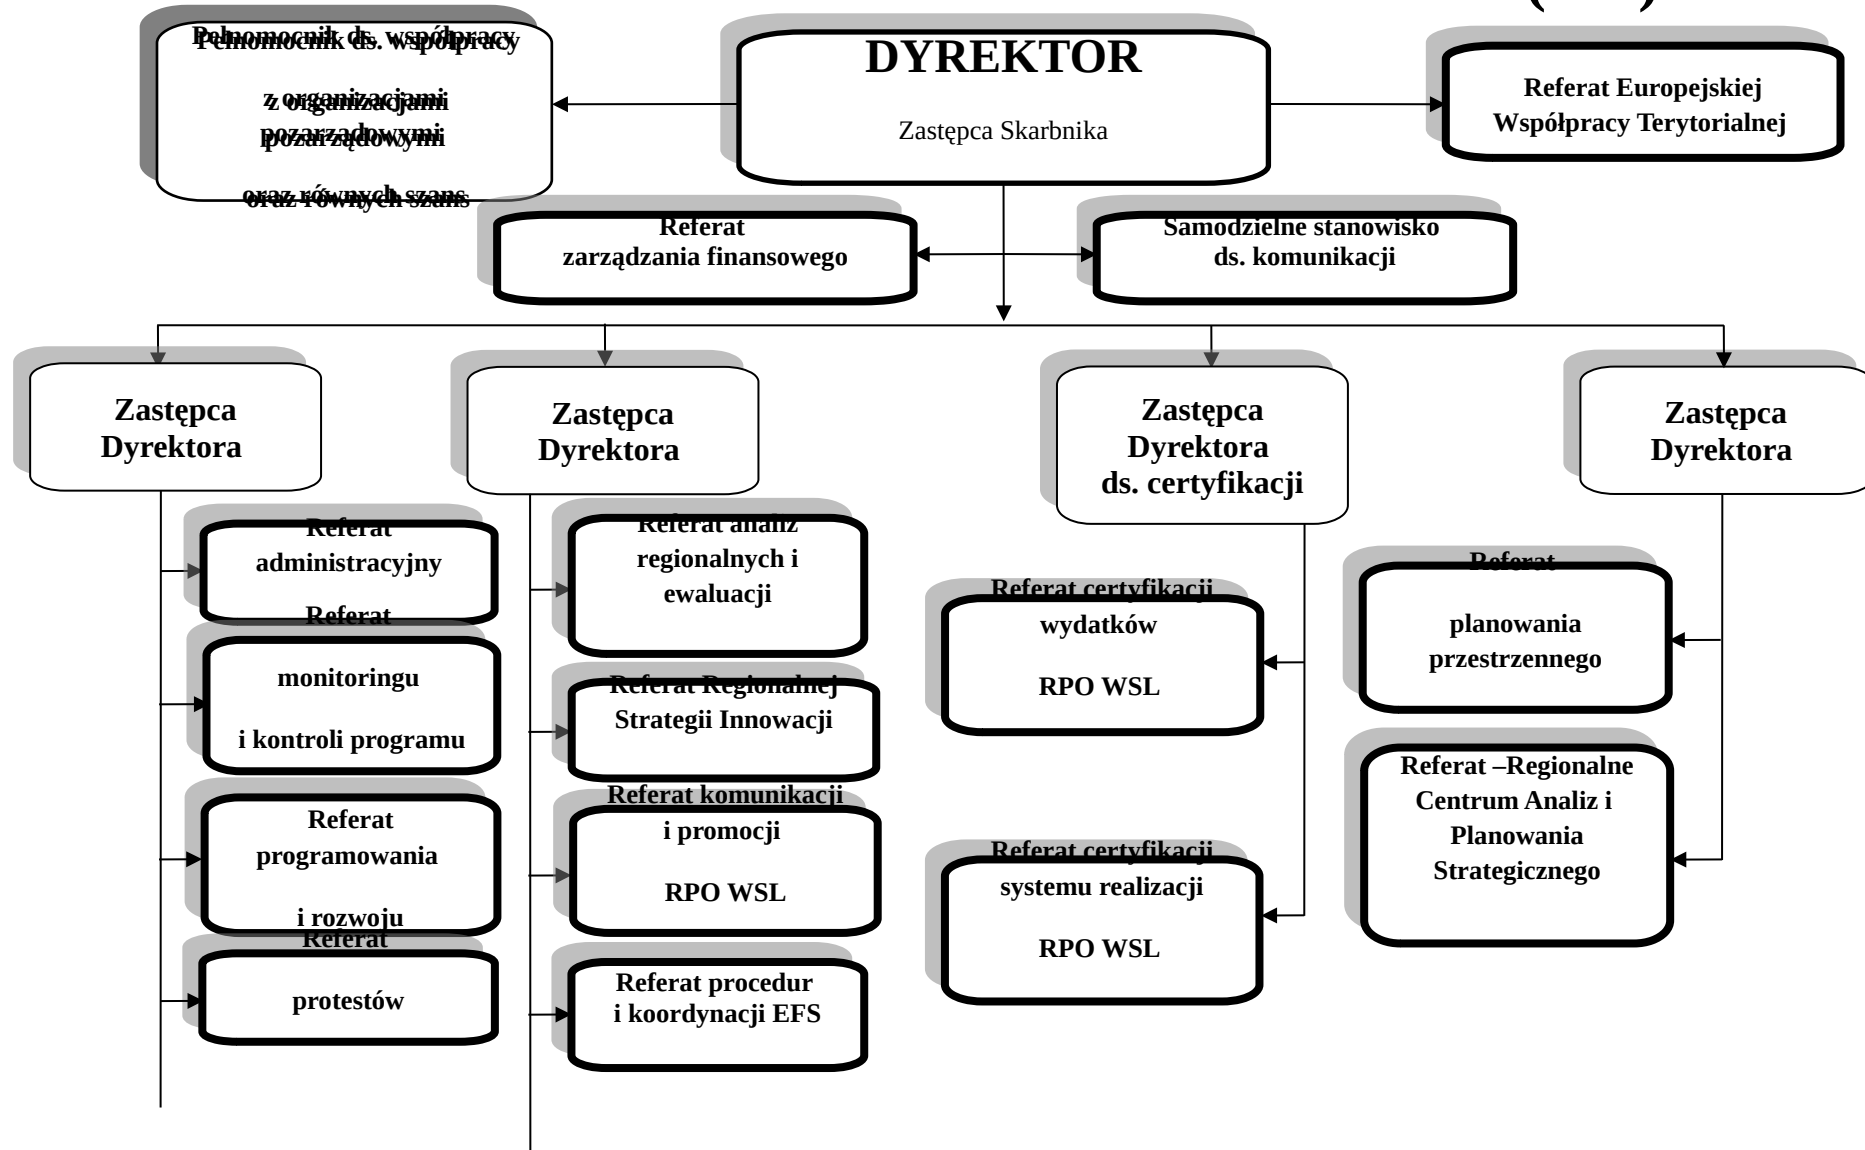 Pełnomocnik ds. współpracy
z organizacjami
pozarządowymi
oraz równych szans
DYREKTOR
Zastępca Skarbnika
Referat Europejskiej
Współpracy Terytorialnej
Referat
zarządzania finansowego
Samodzielne stanowisko
ds. komunikacji
Zastępca
Dyrektora
Zastępca
Dyrektora
Zastępca
Dyrektora
ds. certyfikacji
Zastępca
Dyrektora
Referat
administracyjny
Referat
monitoringu
i kontroli programu
Referat
programowania
i rozwoju
Referat
protestów
Referat analiz
regionalnych i
ewaluacji
Referat Regionalnej
Strategii Innowacji
Referat komunikacji
i promocji
RPO WSL
Referat procedur
i koordynacji EFS
Referat certyfikacji
wydatków
RPO WSL
Referat certyfikacji
systemu realizacji
RPO WSL
Referat
planowania
przestrzennego
Referat –Regionalne
Centrum Analiz i
Planowania
Strategicznego